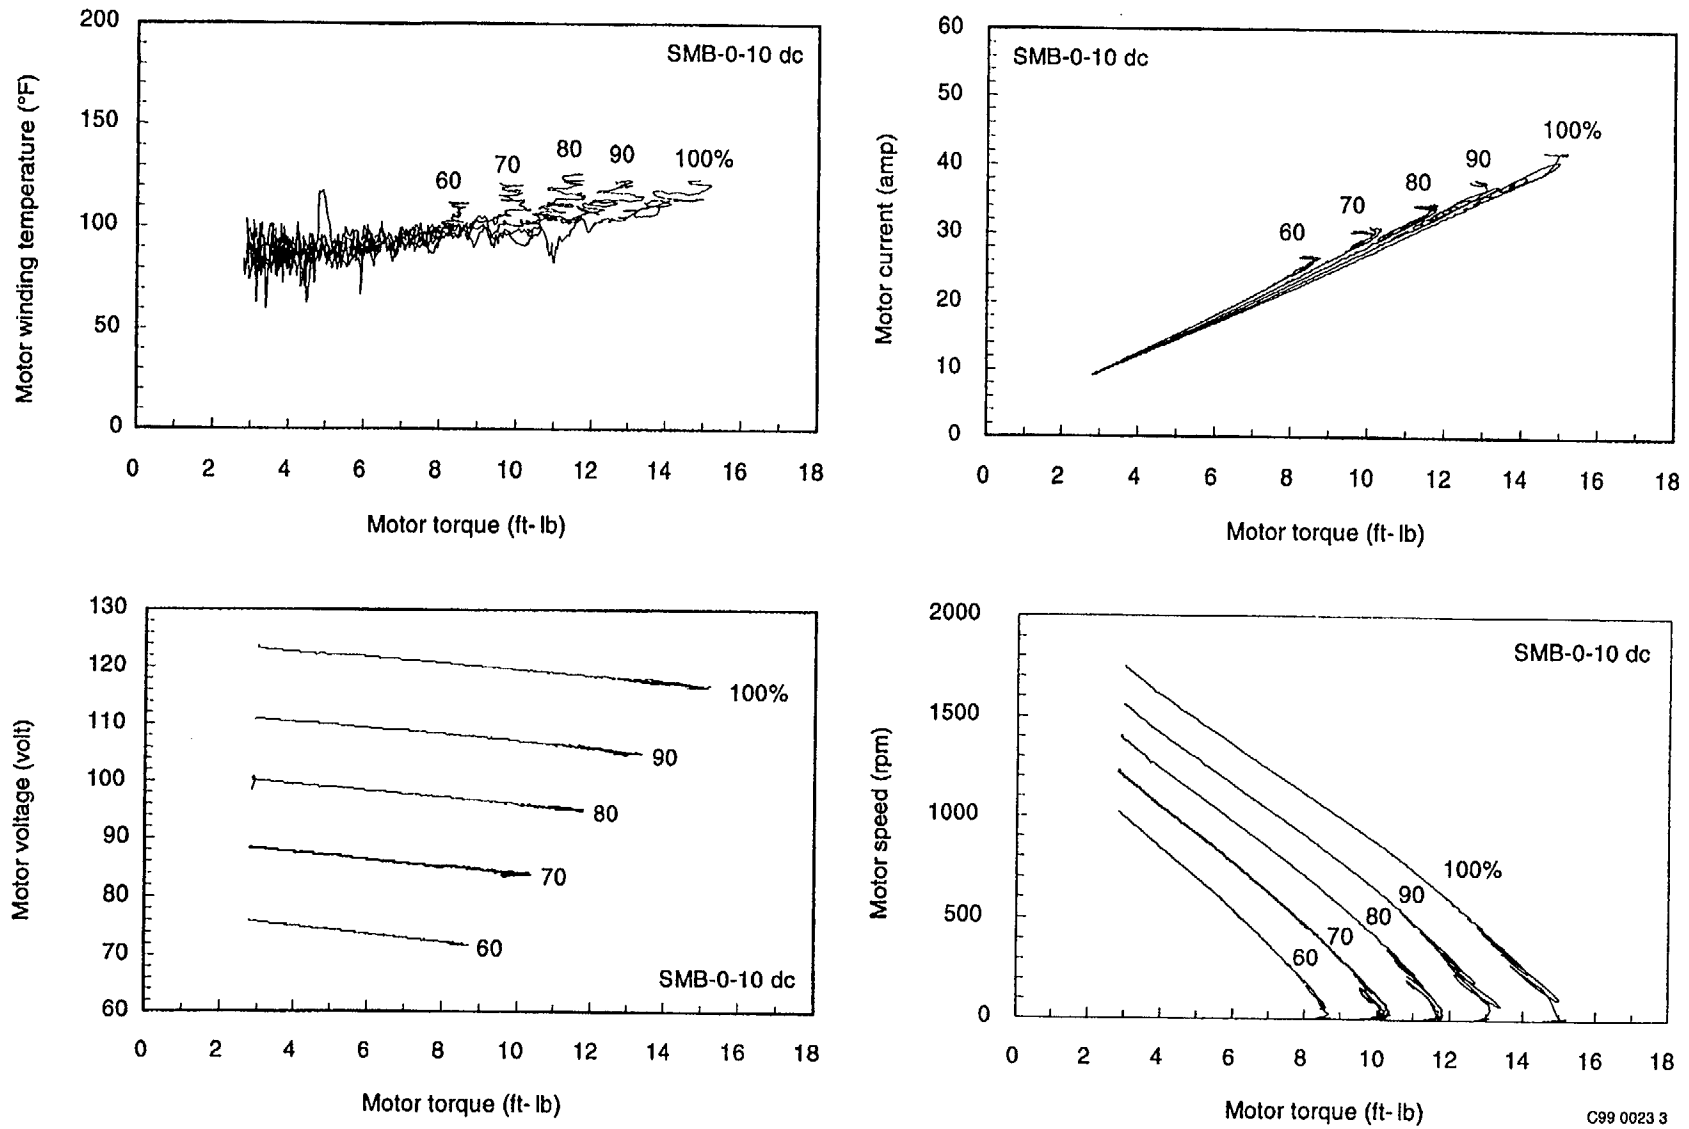 200
150
100
50
0
Motor winding temperature (°F)
SMB-0-10 dc
60
70
80
90
100%
0 2 4 6 8 10 12 14 16 18
Motor torque (ft-lb)
60
50
40
30
20
10
0
Motor current (amp)
SMB-0-10 dc
60
70
80
90
100%
0 2 4 6 8 10 12 14 16 18
Motor torque (ft-lb)
130
120
110
100
90
80
70
60
Motor voltage (volt)
100%
90
80
70
60
SMB-0-10 dc
0 2 4 6 8 10 12 14 16 18
Motor torque (ft-lb)
2000
1500
1000
500
0
Motor speed (rpm)
SMB-0-10 dc
100%
90
80
70
60
0 2 4 6 8 10 12 14 16 18
Motor torque (ft-lb)
C99 0023 3